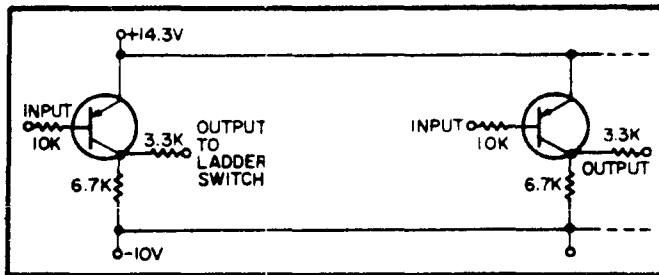 +14.3V
INPUT
10K
3.3K
OUTPUT
TO
LADDER
SWITCH
6.7K
-10V
INPUT
10K
3.3K
OUTPUT
6.7K